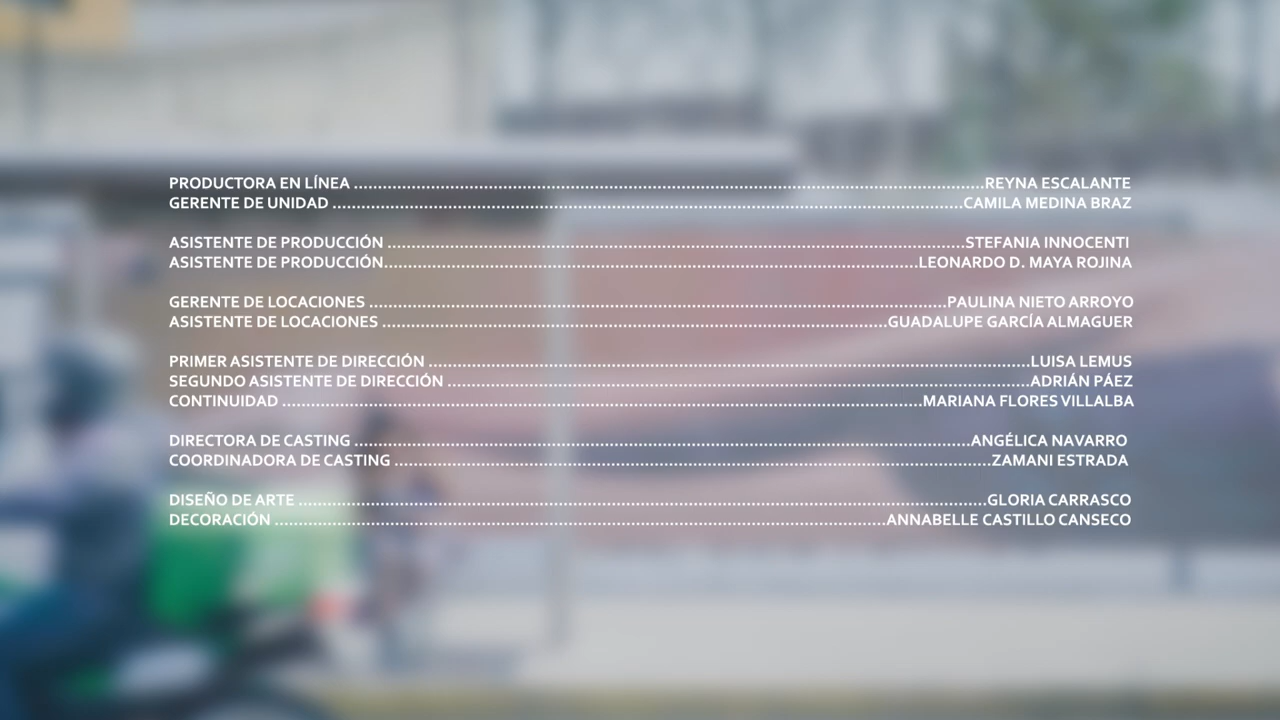 PRODUCTORA EN LÍNEA ........................................................REYNA ESCALANTE
GERENTE DE UNIDAD ........................................................CAMILA MEDINA BRAZ
ASISTENTE DE PRODUCCIÓN ........................................................STEFANIA INNOCENTI
ASISTENTE DE PRODUCCIÓN........................................................LEONARDO D. MAYA ROJINA
GERENTE DE LOCACIONES ........................................................PAULINA NIETO ARROYO
ASISTENTE DE LOCACIONES ........................................................GUADALUPE GARCÍA ALMAGUER
PRIMER ASISTENTE DE DIRECCIÓN ........................................................LUISA LEMUS
SEGUNDO ASISTENTE DE DIRECCIÓN ........................................................ADRIÁN PÁEZ
CONTINUIDAD ........................................................MARIANA FLORES VILLALBA
DIRECTORA DE CASTING ........................................................ANGÉLICA NAVARRO
COORDINADORA DE CASTING ........................................................ZAMANI ESTRADA
DISEÑO DE ARTE ........................................................GLORIA CARRASCO
DECORACIÓN ........................................................ANNABELLE CASTILLO CANSECO